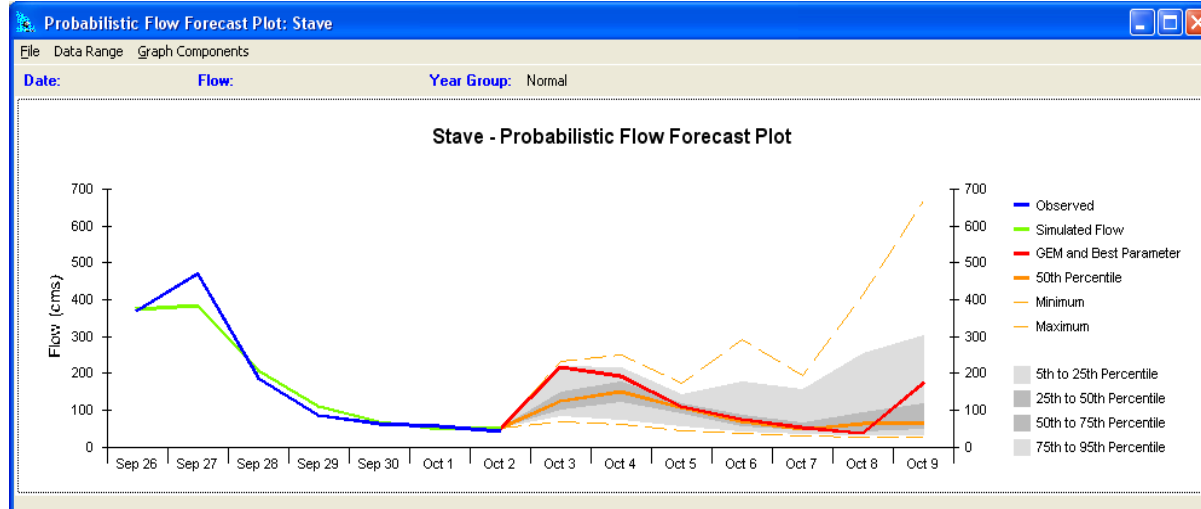 Probabilistic Flow Forecast Plot: Stave
File Data Range Graph Components
Date: Flow: Year Group: Normal
Stave - Probabilistic Flow Forecast Plot
Flow (cms)
700
600
500
400
300
200
100
0
Sep 26 Sep 27 Sep 28 Sep 29 Sep 30 Oct 1 Oct 2 Oct 3 Oct 4 Oct 5 Oct 6 Oct 7 Oct 8 Oct 9
700
600
500
400
300
200
100
0
Observed
Simulated Flow
GEM and Best Parameter
50th Percentile
Minimum
Maximum
5th to 25th Percentile
25th to 50th Percentile
50th to 75th Percentile
75th to 95th Percentile